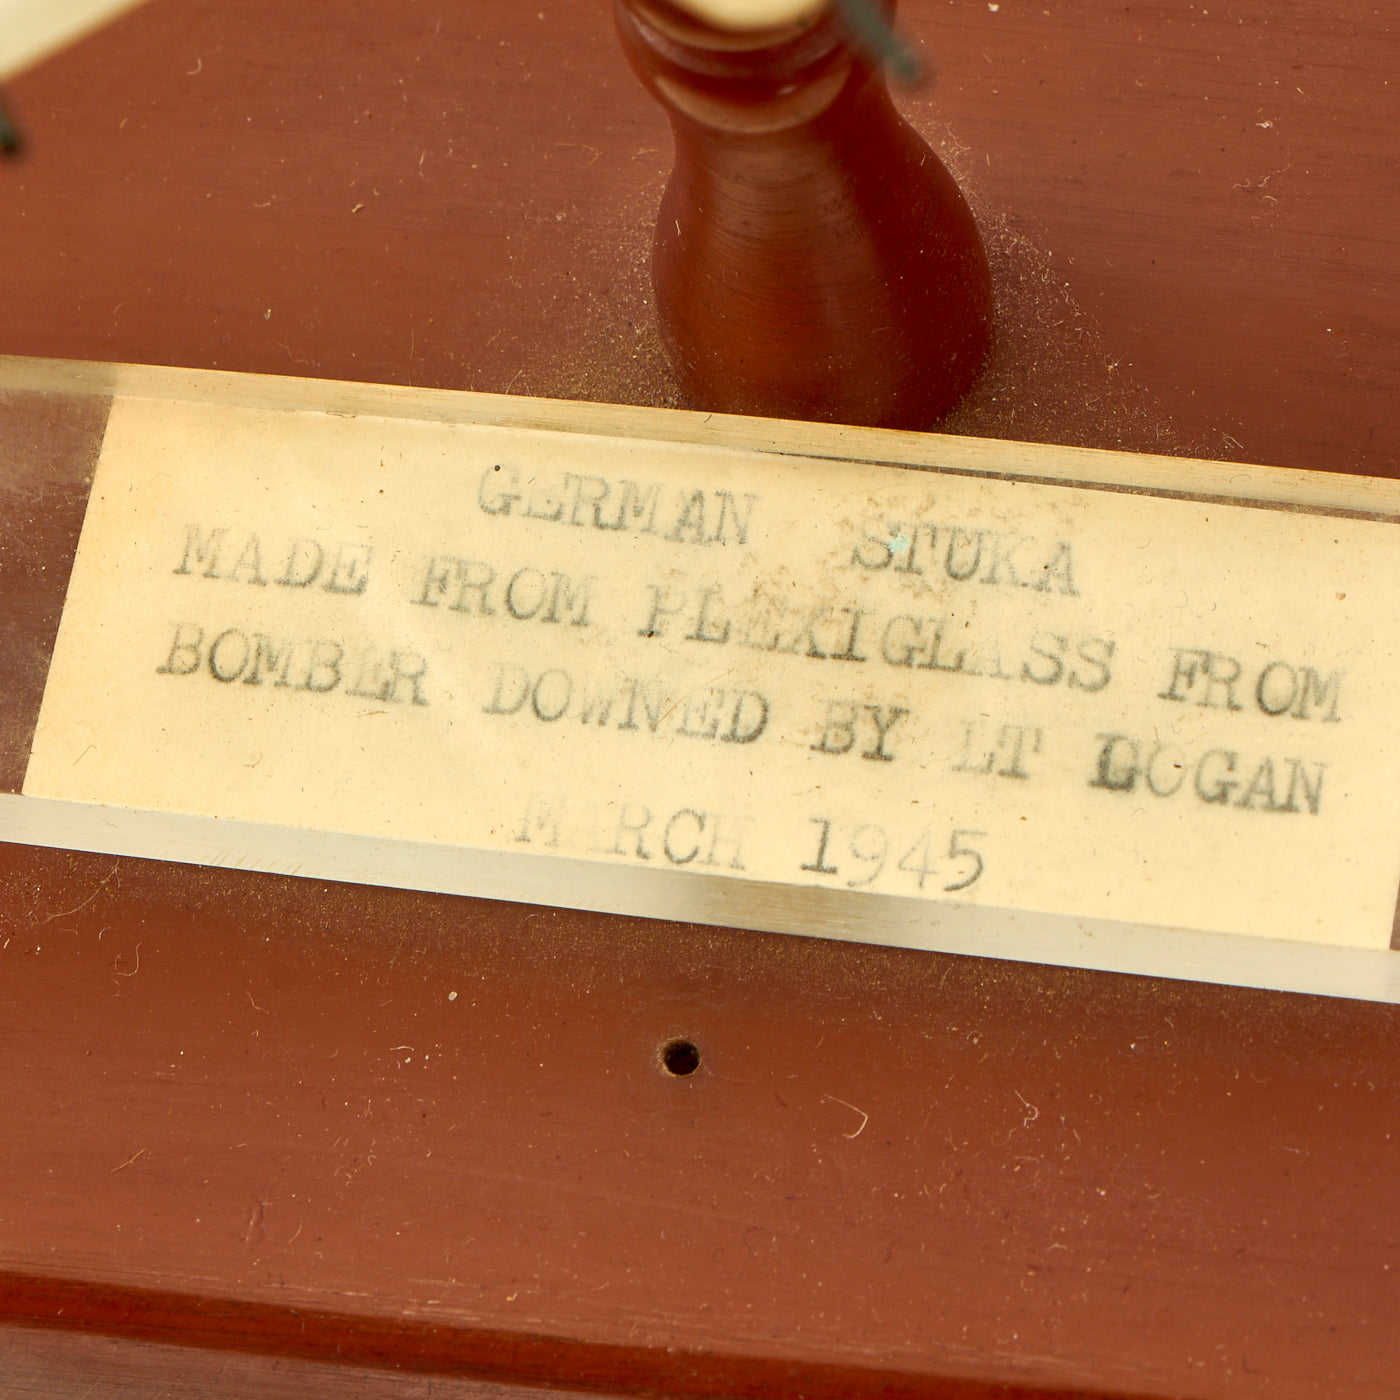 GERMAN STUKA
MADE FROM PLEXIGLASS FROM
BOMBER DOWNED BY LT
MARCH 1945